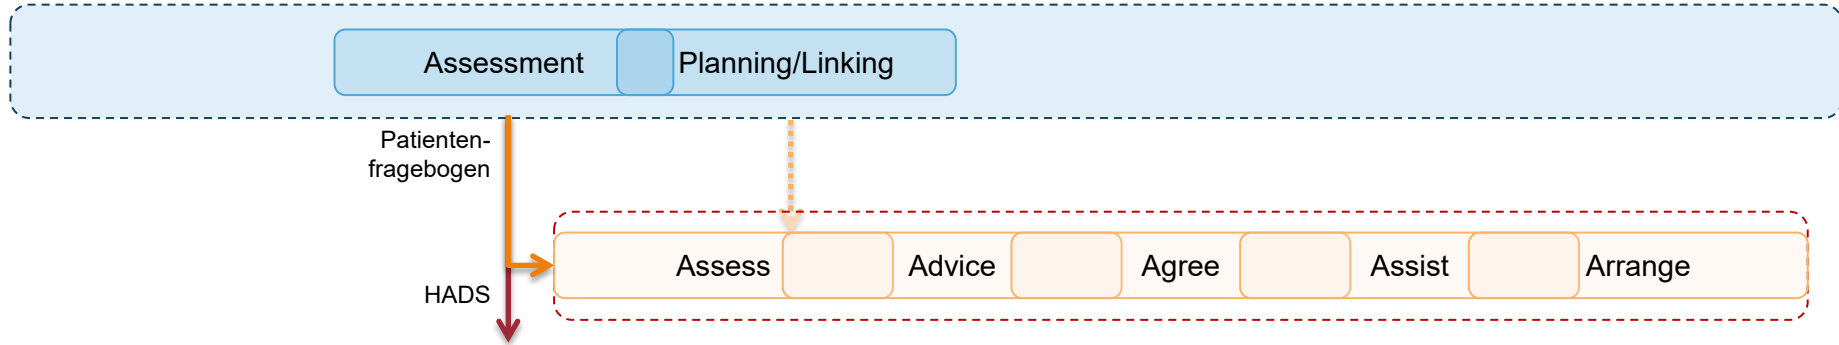 Assessment
Planning/Linking
Patienten-
fragebogen
Assess
Advice
Agree
Assist
Arrange
HADS